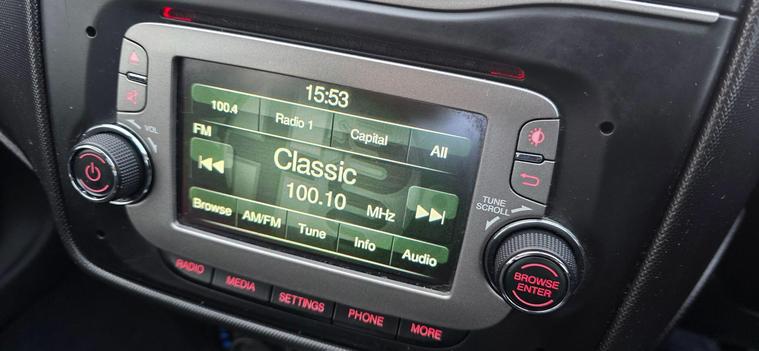 15:53
100.4 Radio 1 Capital All
FM
Classic
100.10 MHz
Browse AM/FM Tune Info Audio
VOL
TUNE
SCROLL
BROWSE
ENTER
RADIO MEDIA SETTINGS PHONE MORE